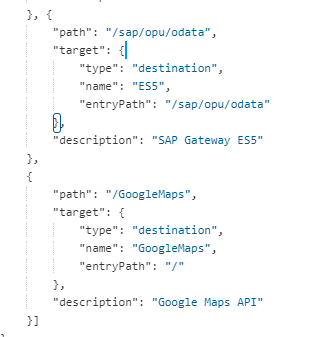 }, {
"path": "/sap/opu/odata",
"target": {
"type": "destination",
"name": "ES5",
"entryPath": "/sap/opu/odata"
},
"description": "SAP Gateway ES5"
},
{
"path": "/GoogleMaps",
"target": {
"type": "destination",
"name": "GoogleMaps",
"entryPath": "/"
},
"description": "Google Maps API"
}]